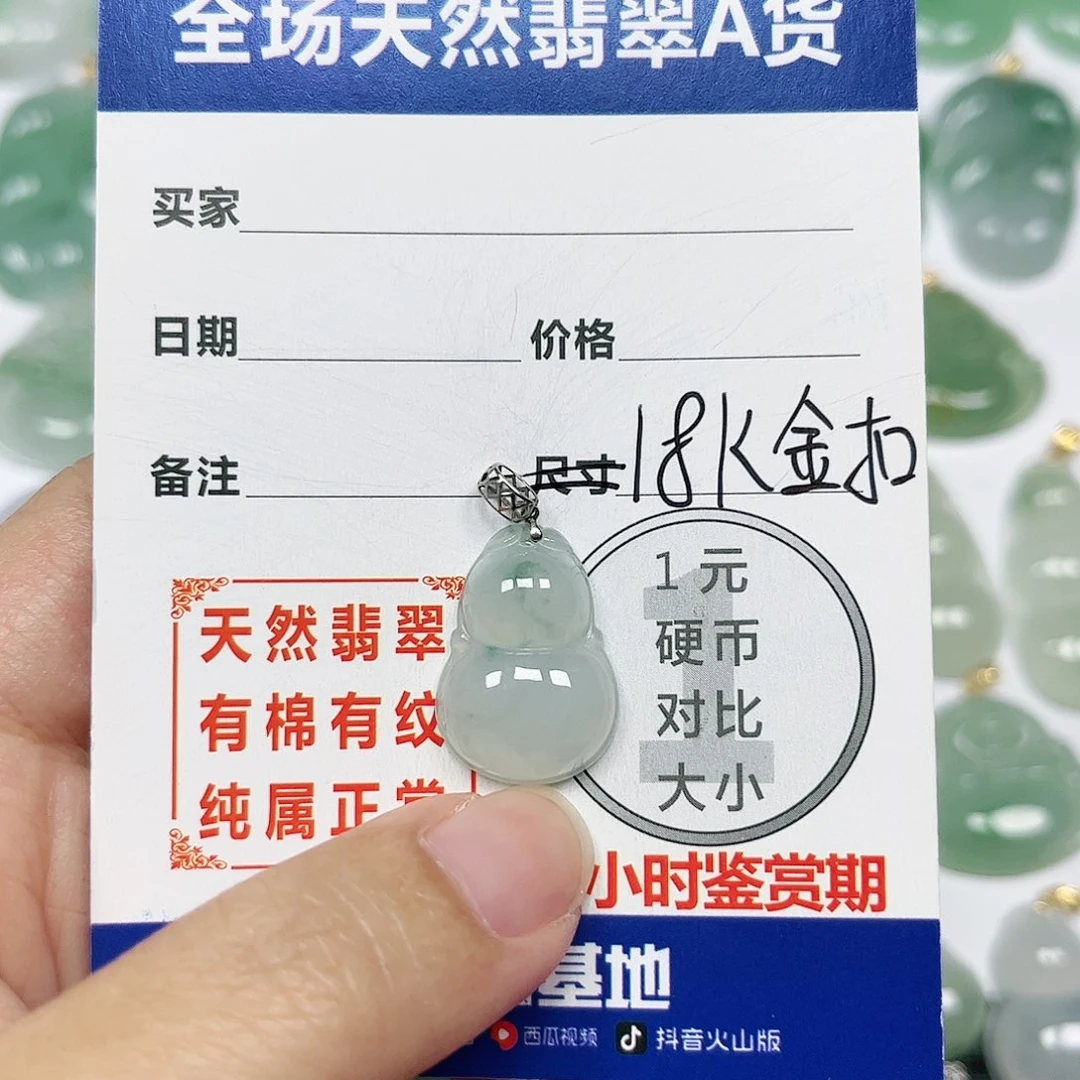 全场天然翡翠A货
买家
日期 价格
备注 尺寸 18K金扣
1元
硬币
对比
大小
天然翡翠
有棉有纹
纯属正常
小时鉴赏期
基地
西瓜视频 抖音火山版